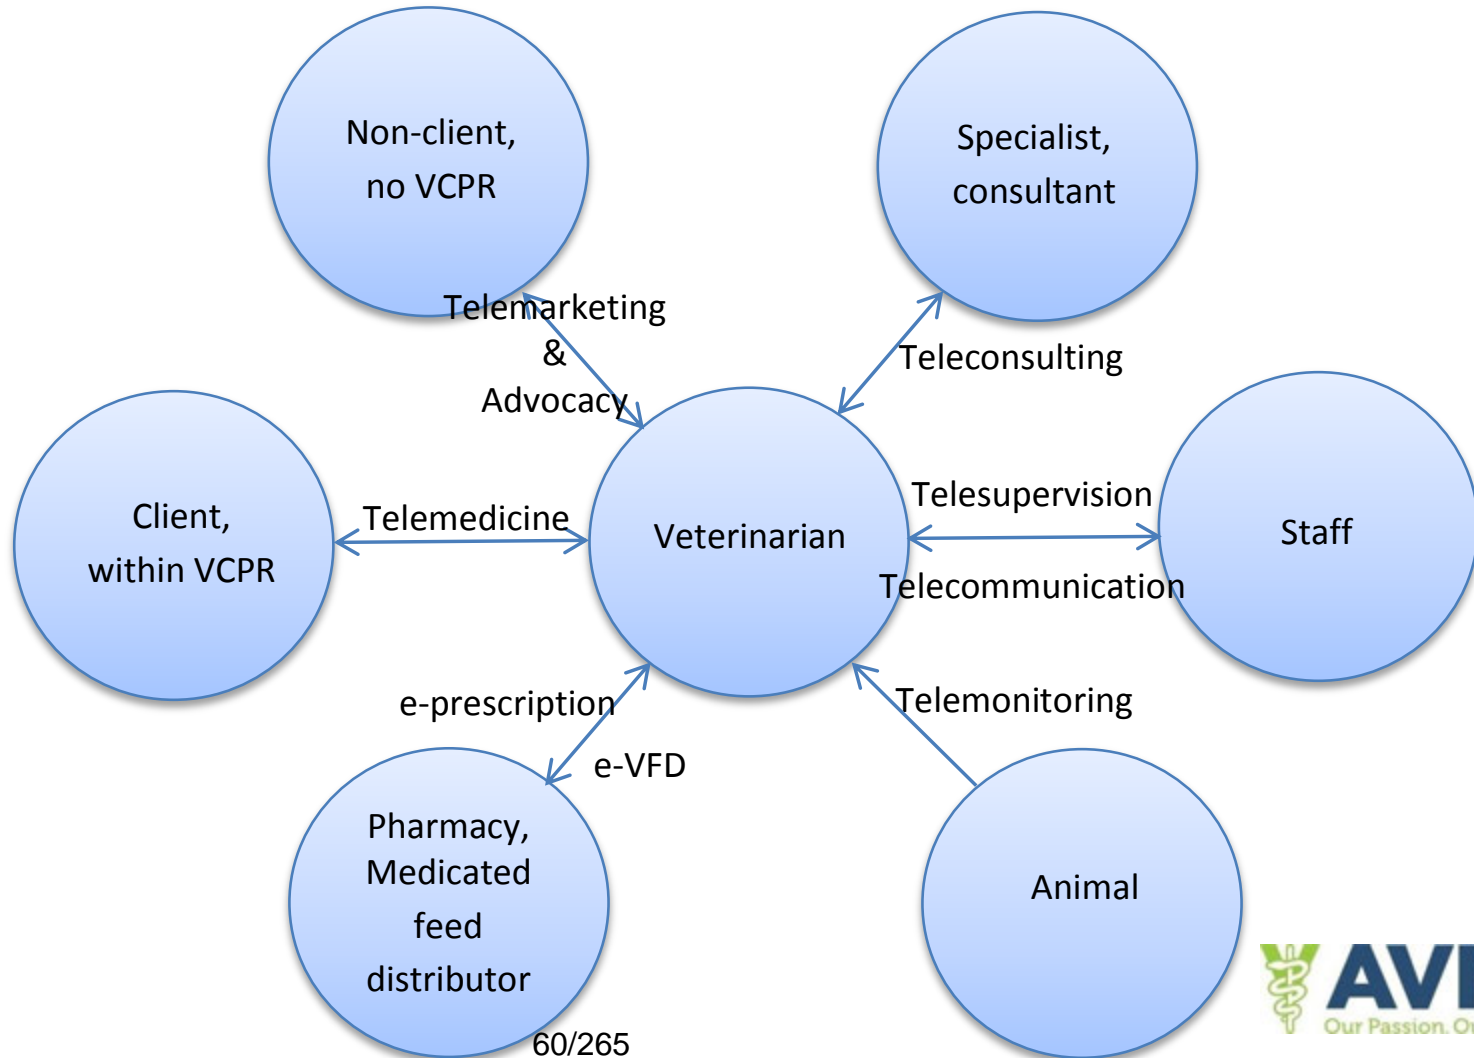 Non-client,
no VCPR
Specialist,
consultant
Telemarketing
&
Advocacy
Teleconsulting
Client,
within VCPR
Telemedicine
Veterinarian
Telesupervision
Telecommunication
Staff
e-prescription
e-VFD
Telemonitoring
Pharmacy,
Medicated
feed
distributor
Animal
Our Passion.
60/265